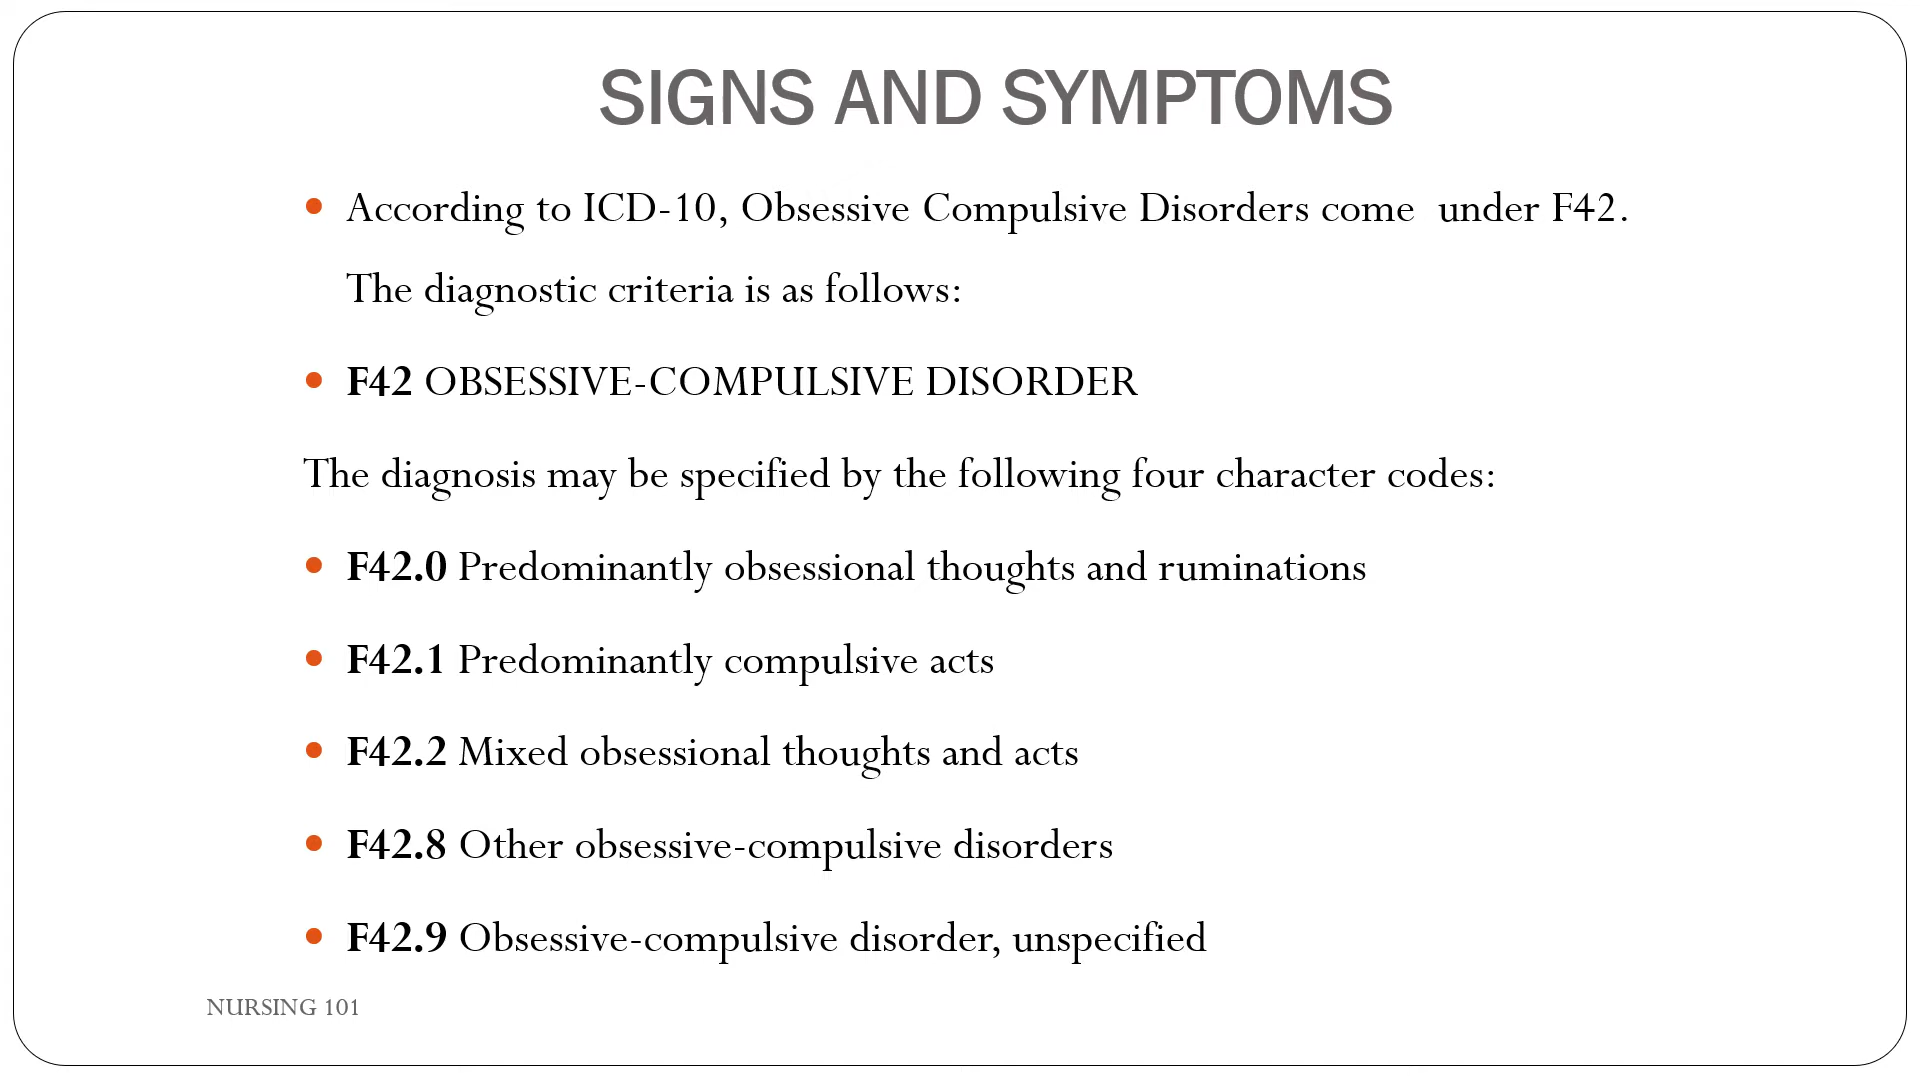 SIGNS AND SYMPTOMS
• According to ICD-10, Obsessive Compulsive Disorders come  under F42.
The diagnostic criteria is as follows:
• F42 OBSESSIVE-COMPULSIVE DISORDER
The diagnosis may be specified by the following four character codes:
• F42.0 Predominantly obsessional thoughts and ruminations
• F42.1 Predominantly compulsive acts
• F42.2 Mixed obsessional thoughts and acts
• F42.8 Other obsessive-compulsive disorders
• F42.9 Obsessive-compulsive disorder, unspecified
NURSING 101